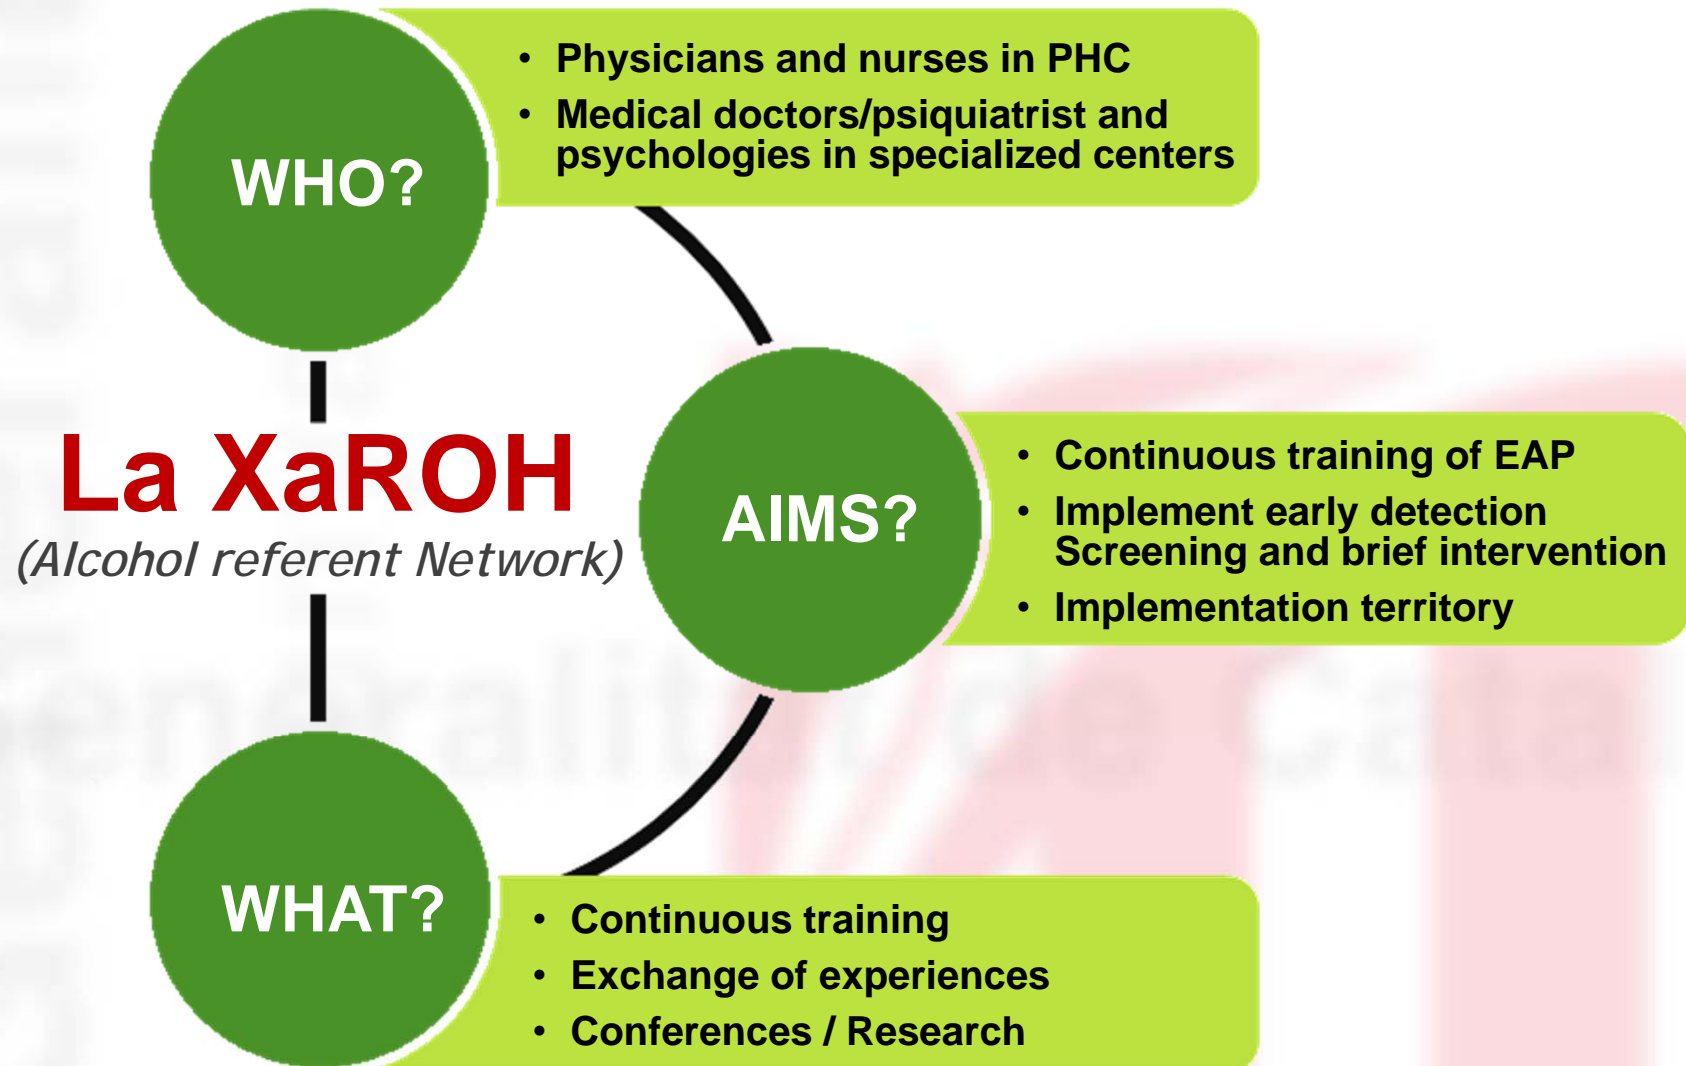 WHO?
• Physicians and nurses in PHC
• Medical doctors/psiquiatrist and
psychologies in specialized centers
La XaROH
(Alcohol referent Network)
AIMS?
• Continuous training of EAP
• Implement early detection
Screening and brief intervention
• Implementation territory
WHAT?
• Continuous training
• Exchange of experiences
• Conferences / Research